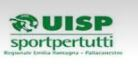 UISP
sportpertutti
Regionale Emilia Romagna - Pallacanestro